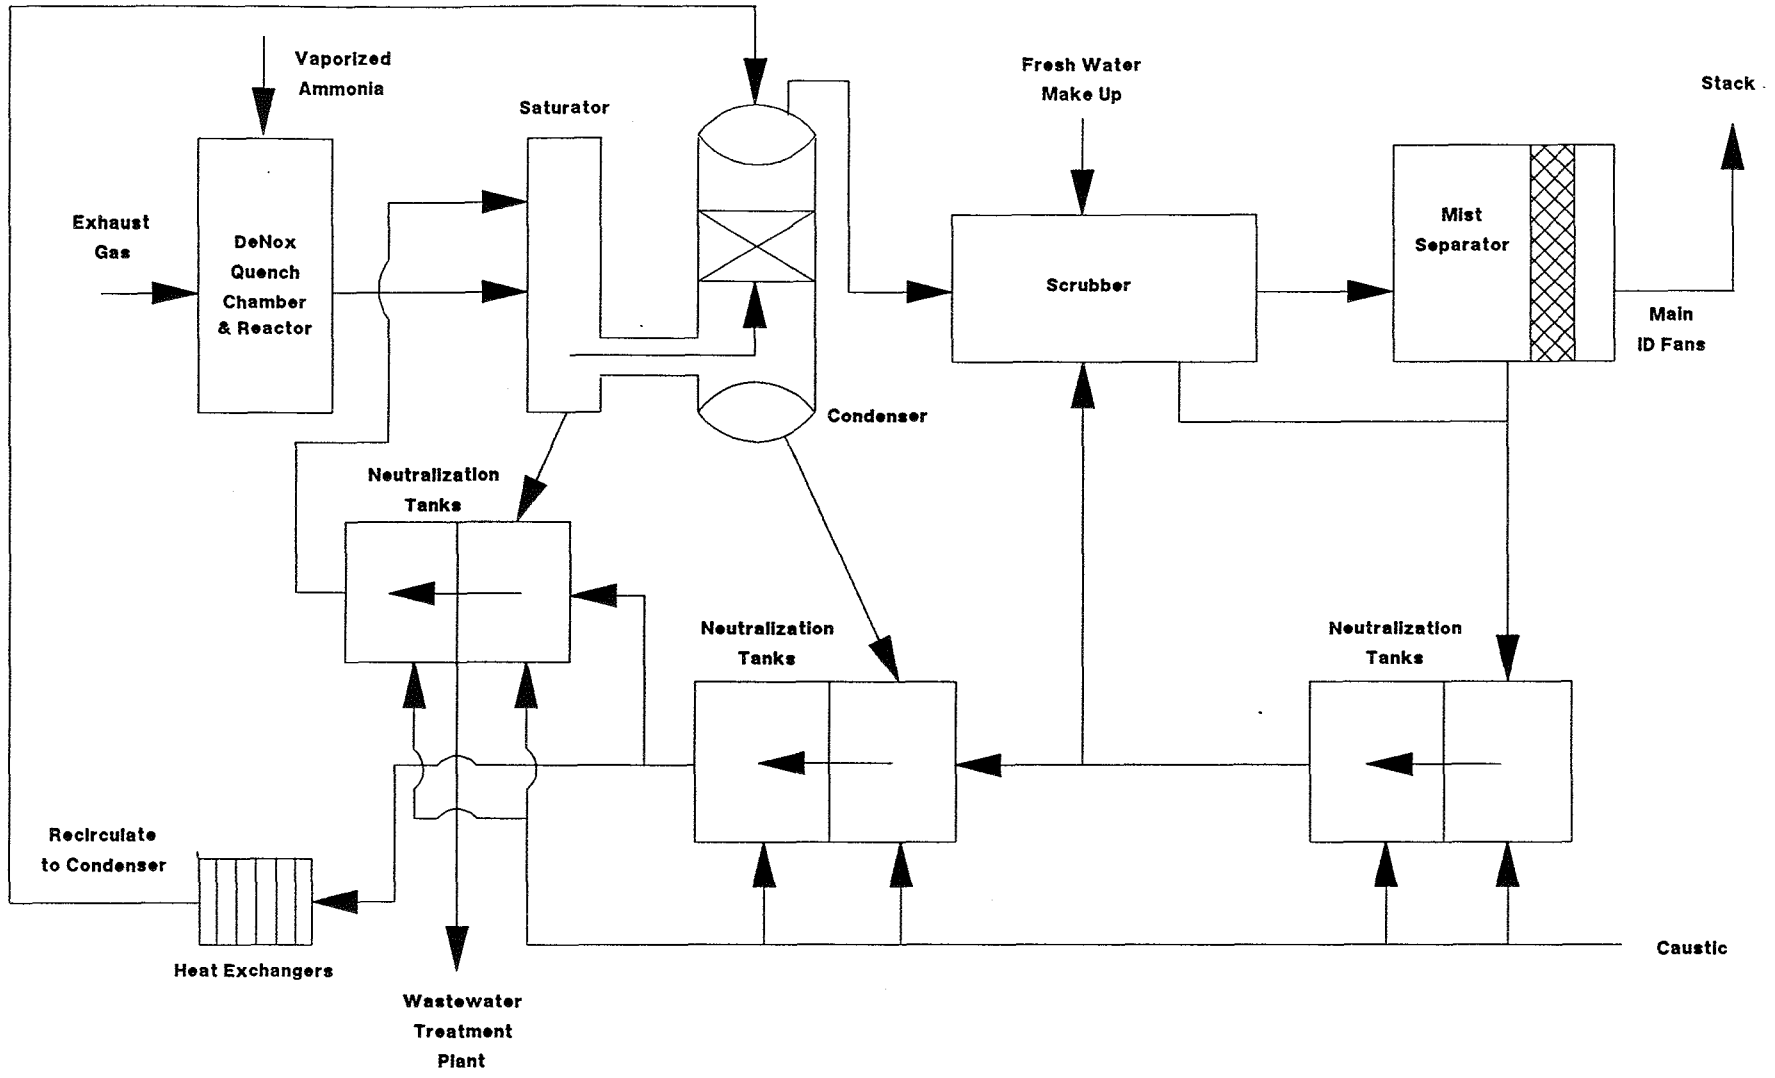 Vaporized
Ammonia
Saturator
Fresh Water
Make Up
Stack
Exhaust
Gas
DeNox
Quench
Chamber
& Reactor
Mist
Separator
Scrubber
Main
ID Fans
Condenser
Neutralization
Tanks
Neutralization
Tanks
Neutralization
Tanks
Recirculate
to Condenser
Heat Exchangers
Caustic
Wastewater
Treatment
Plant